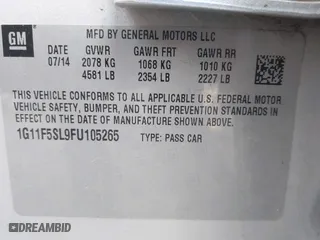 GM
MFD BY GENERAL MOTORS LLC
DATE GVWR GAWR FRT GAWR RR
07/14 2078 KG 1068 KG 1010 KG
4581 LB 2354 LB 2227 LB
THIS VEHICLE CONFORMS TO ALL APPLICABLE U.S. FEDERAL MOTOR
VEHICLE SAFETY, BUMPER, AND THEFT PREVENTION STANDARDS
IN EFFECT ON THE DATE OF MANUFACTURE SHOWN ABOVE.
1G11F5SL9FU105265 TYPE: PASS CAR
DEALERS WIKI